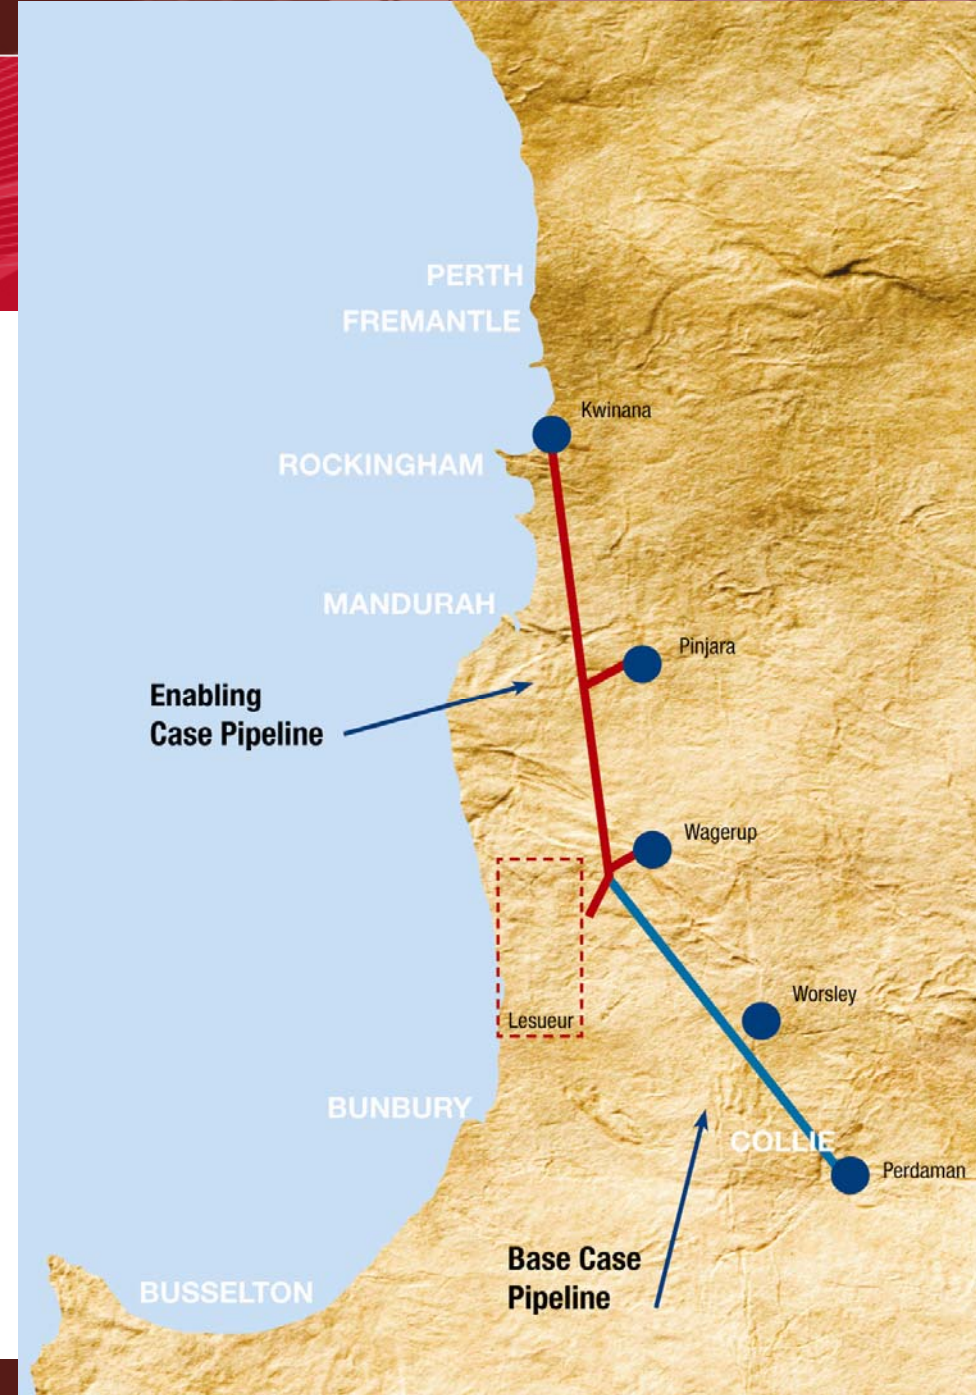 PERTH
FREMANTLE
Kwinana
ROCKINGHAM
MANDURAH
Pinjara
Enabling
Case Pipeline
Wagerup
Worsley
Lesueur
BUNBURY
COLLIE
Perdaman
Base Case
Pipeline
BUSSELTON